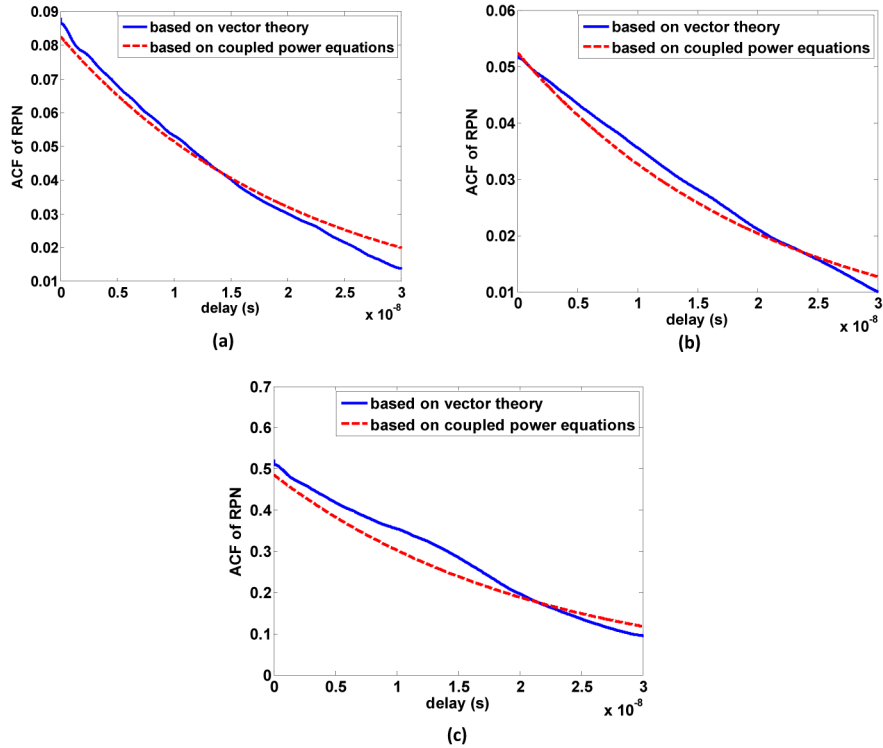 based on vector theory
based on coupled power equations
ACF of RPN
0.09
0.08
0.07
0.06
0.05
0.04
0.03
0.02
0.01
0 0.5 1 1.5 2 2.5 3
delay (s)
x 10-8
(a)
based on vector theory
based on coupled power equations
ACF of RPN
0.06
0.05
0.04
0.03
0.02
0.01
0 0.5 1 1.5 2 2.5 3
delay (s)
x 10-8
(b)
based on vector theory
based on coupled power equations
ACF of RPN
0.7
0.6
0.5
0.4
0.3
0.2
0.1
0
0 0.5 1 1.5 2 2.5 3
delay (s)
x 10-8
(c)